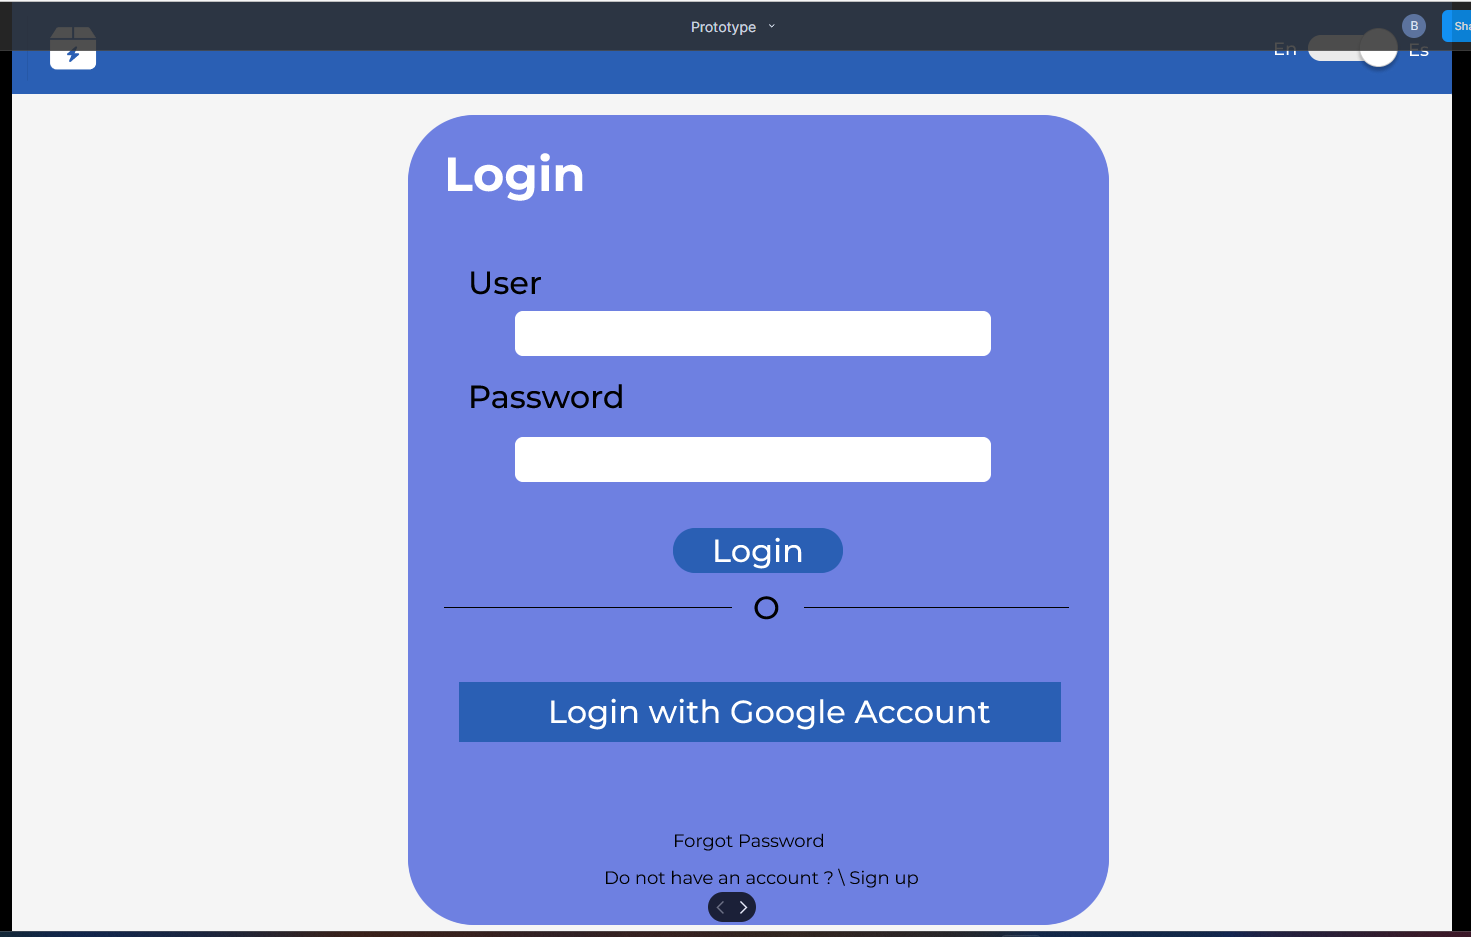 Prototype
B
Sha
En
Es
Login
User
Password
Login
O
Login with Google Account
Forgot Password
Do not have an account ? \ Sign up